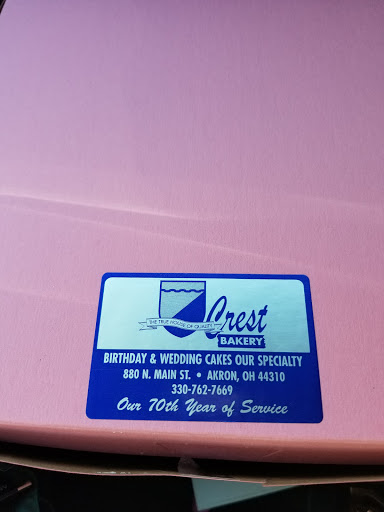 THE TRUE HOUSE OF QUALITY
Crest
BAKERY
BIRTHDAY & WEDDING CAKES OUR SPECIALTY
880 N. MAIN ST. • AKRON, OH 44310
330-762-7669
Our 70th Year of Service